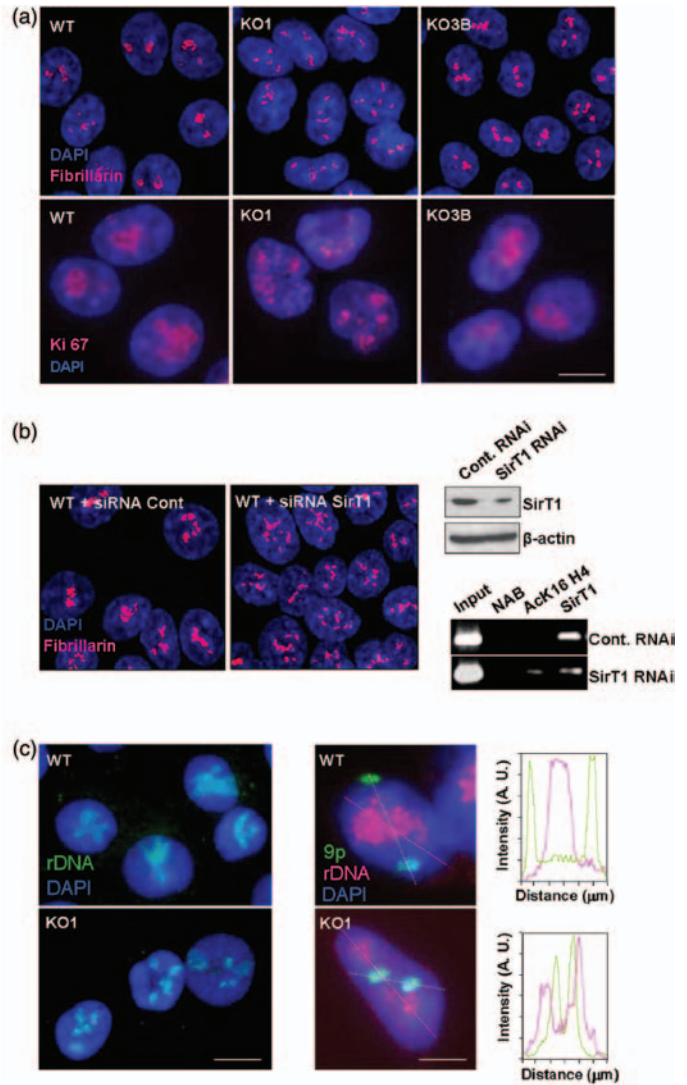 (a)
WT
KO1
KO3B
DAPI
Fibrillarin
WT
KO1
KO3B
Ki 67
DAPI
(b)
WT + siRNA Cont
WT + siRNA SirT1
DAPI
Fibrillarin
Cont. RNAi
SirT1 RNAi
SirT1
β-actin
Input
NAB
AcK16 H4
SirT1
Cont. RNAi
SirT1 RNAi
(c)
WT
rDNA
DAPI
KO1
WT
9p
rDNA
DAPI
KO1
Intensity (A. U.)
Distance (μm)
Intensity (A. U.)
Distance (μm)